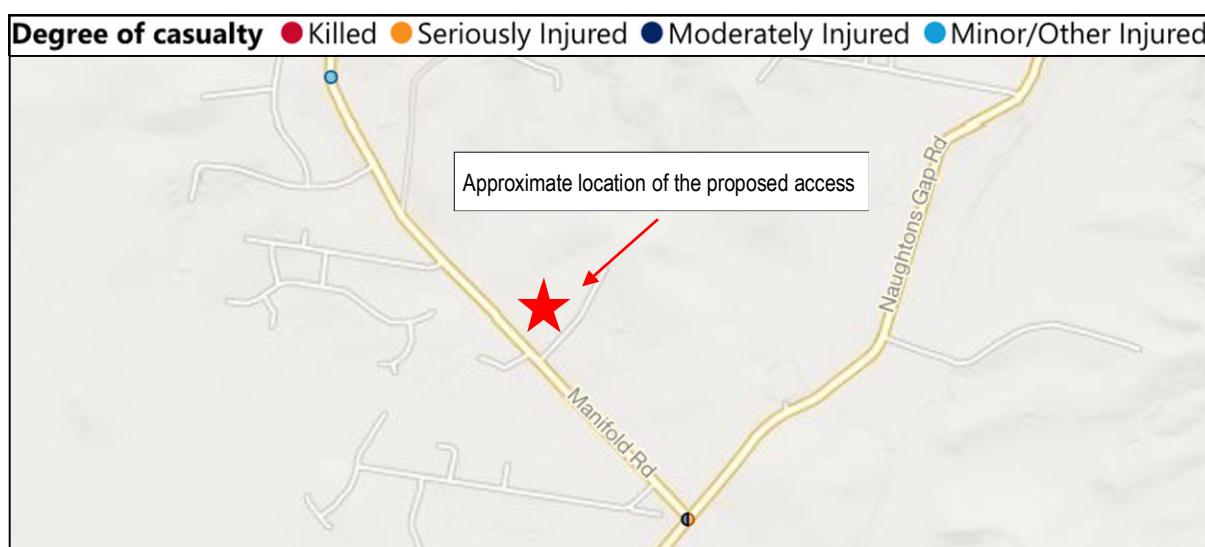 Degree of casualty Killed Seriously Injured Moderately Injured Minor/Other Injured
Approximate location of the proposed access
Naughtons Gap Rd
Manifold Rd